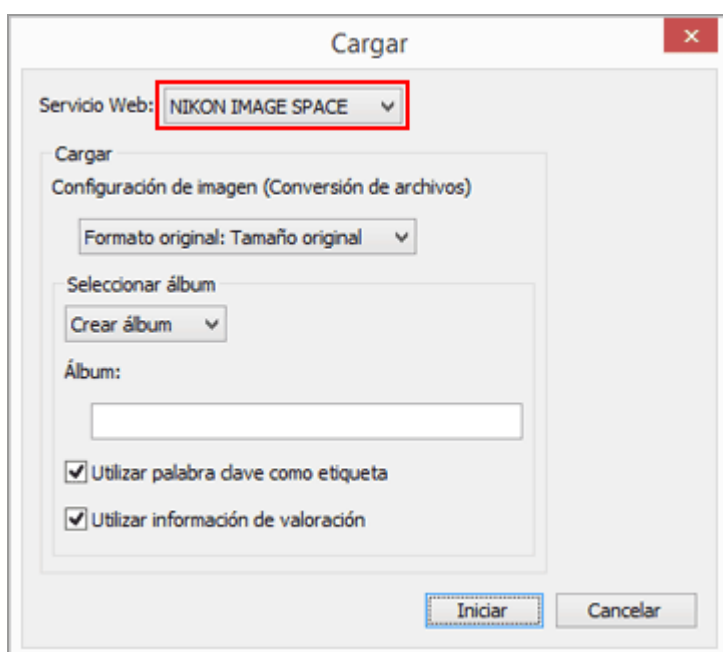 Cargar
Servicio Web: NIKON IMAGE SPACE
Cargar
Configuración de imagen (Conversión de archivos)
Formato original: Tamaño original
Seleccionar álbum
Crear álbum
Álbum:
Utilizar palabra clave como etiqueta
Utilizar información de valoración
Iniciar Cancelar